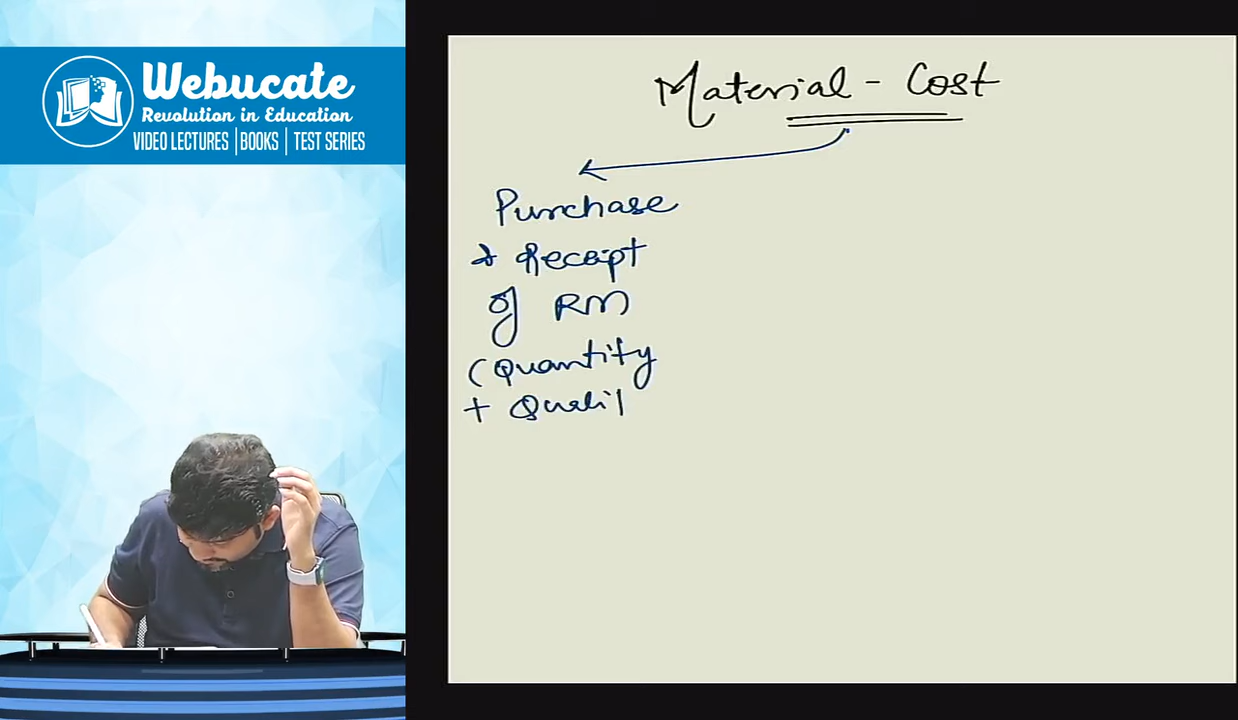 Webucate
Revolution in Education
VIDEO LECTURES | BOOKS | TEST SERIES
Material - Cost
Purchase
& Receipt
of RM
(Quantity
+ Quali